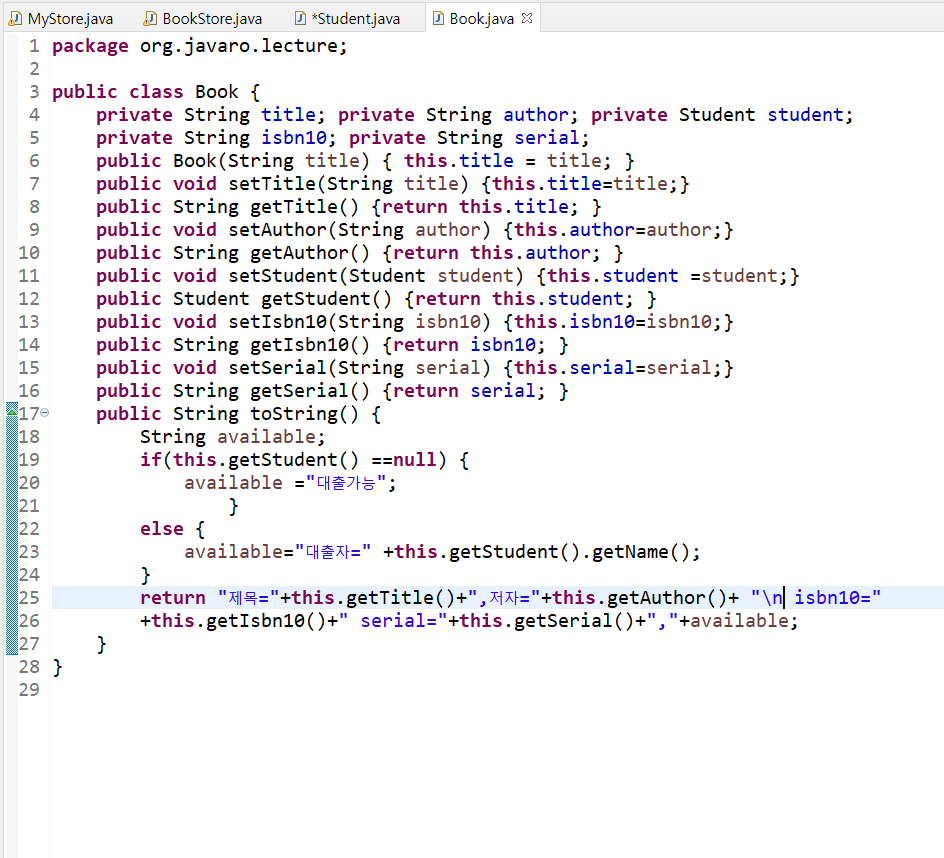 MyStore.java BookStore.java *Student.java Book.java
1 package org.javaro.lecture;
2
3 public class Book {
4 private String title; private String author; private Student student;
5 private String isbn10; private String serial;
6 public Book(String title) { this.title = title; }
7 public void setTitle(String title) {this.title=title;}
8 public String getTitle() {return this.title; }
9 public void setAuthor(String author) {this.author=author;}
10 public String getAuthor() {return this.author; }
11 public void setStudent(Student student) {this.student =student;}
12 public Student getStudent() {return this.student; }
13 public void setIsbn10(String isbn10) {this.isbn10=isbn10;}
14 public String getIsbn10() {return isbn10; }
15 public void setSerial(String serial) {this.serial=serial;}
16 public String getSerial() {return serial; }
17 public String toString() {
18 String available;
19 if(this.getStudent() ==null) {
20 available ="대출가능";
21 }
22 else {
23 available="대출자=" +this.getStudent().getName();
24 }
25 return "제목="+this.getTitle()+",저자="+this.getAuthor()+ "\n isbn10="
26 +this.getIsbn10()+" serial="+this.getSerial()+","+available;
27 }
28 }
29